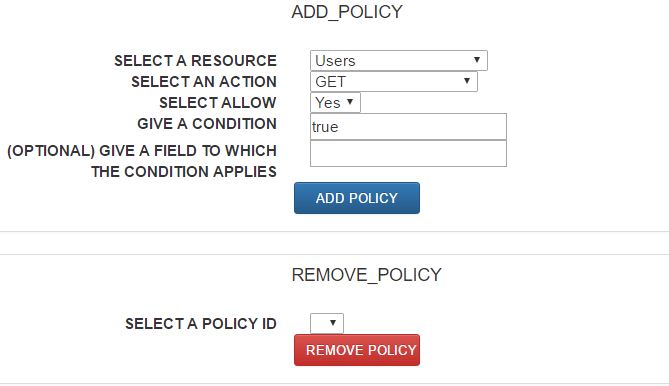 ADD_POLICY
SELECT A RESOURCE Users
SELECT AN ACTION GET
SELECT ALLOW Yes
GIVE A CONDITION true
(OPTIONAL) GIVE A FIELD TO WHICH
THE CONDITION APPLIES
ADD POLICY
REMOVE_POLICY
SELECT A POLICY ID
REMOVE POLICY